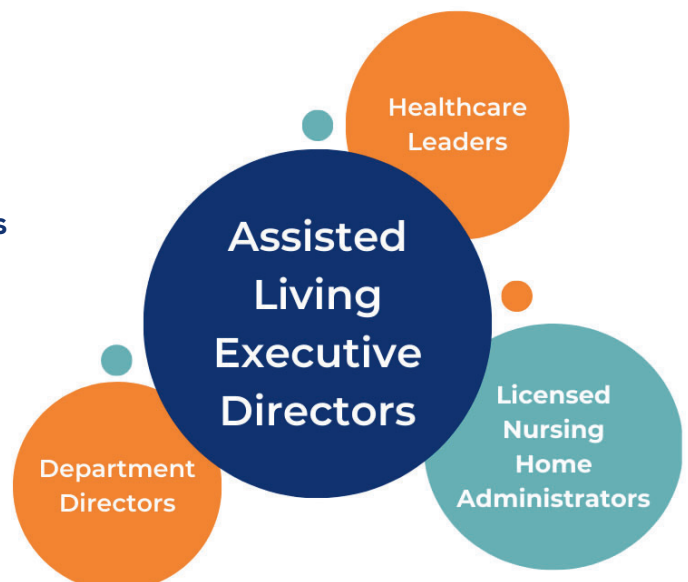 Healthcare
Leaders
s
Assisted
Living
Executive
Directors
Licensed
Nursing
Home
Administrators
Department
Directors